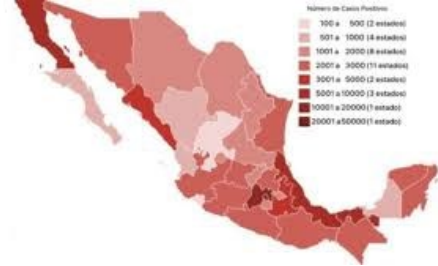 Número de Casos Positivos
100 a 500 (2 estados)
501 a 1000 (4 estados)
1001 a 2000 (8 estados)
2001 a 3000 (11 estados)
3001 a 5000 (2 estados)
5001 a 10000 (3 estados)
10001 a 20000 (1 estado)
20001 a 50000 (1 estado)